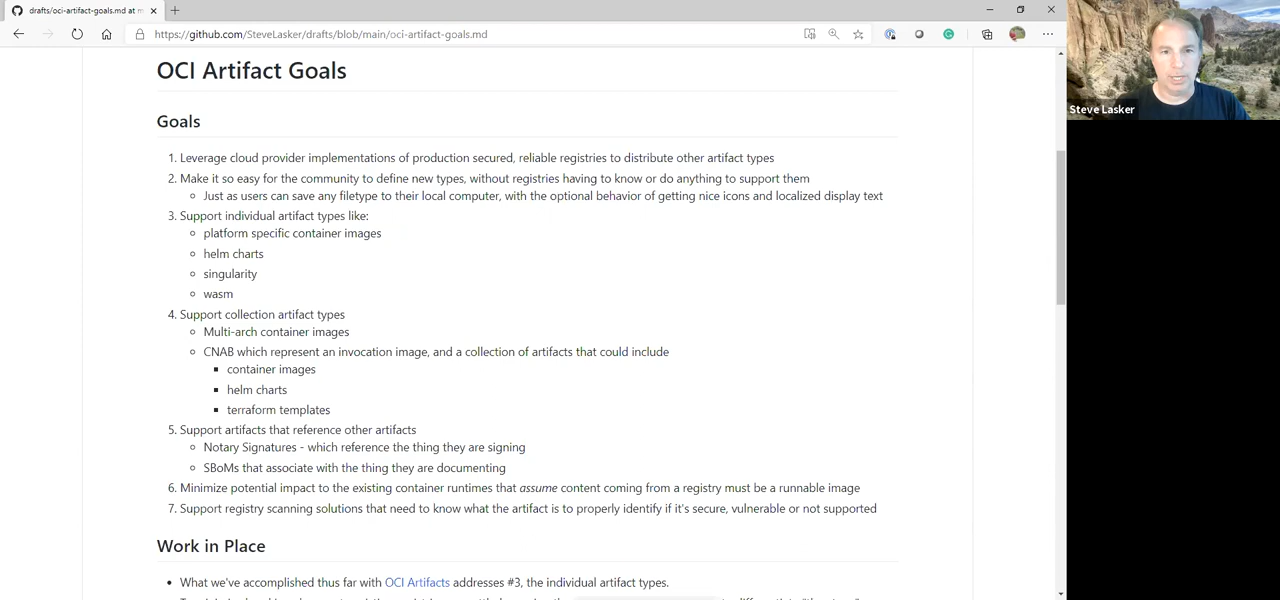 drafts/oci-artifact-goals.md at m
https://github.com/SteveLasker/drafts/blob/main/oci-artifact-goals.md
Steve Lasker
OCI Artifact Goals
Goals
1. Leverage cloud provider implementations of production secured, reliable registries to distribute other artifact types
2. Make it so easy for the community to define new types, without registries having to know or do anything to support them
Just as users can save any filetype to their local computer, with the optional behavior of getting nice icons and localized display text
3. Support individual artifact types like:
platform specific container images
helm charts
singularity
wasm
4. Support collection artifact types
Multi-arch container images
CNAB which represent an invocation image, and a collection of artifacts that could include
container images
helm charts
terraform templates
5. Support artifacts that reference other artifacts
Notary Signatures - which reference the thing they are signing
SBoMs that associate with the thing they are documenting
6. Minimize potential impact to the existing container runtimes that assume content coming from a registry must be a runnable image
7. Support registry scanning solutions that need to know what the artifact is to properly identify if it's secure, vulnerable or not supported
Work in Place
What we've accomplished thus far with OCI Artifacts addresses #3, the individual artifact types.